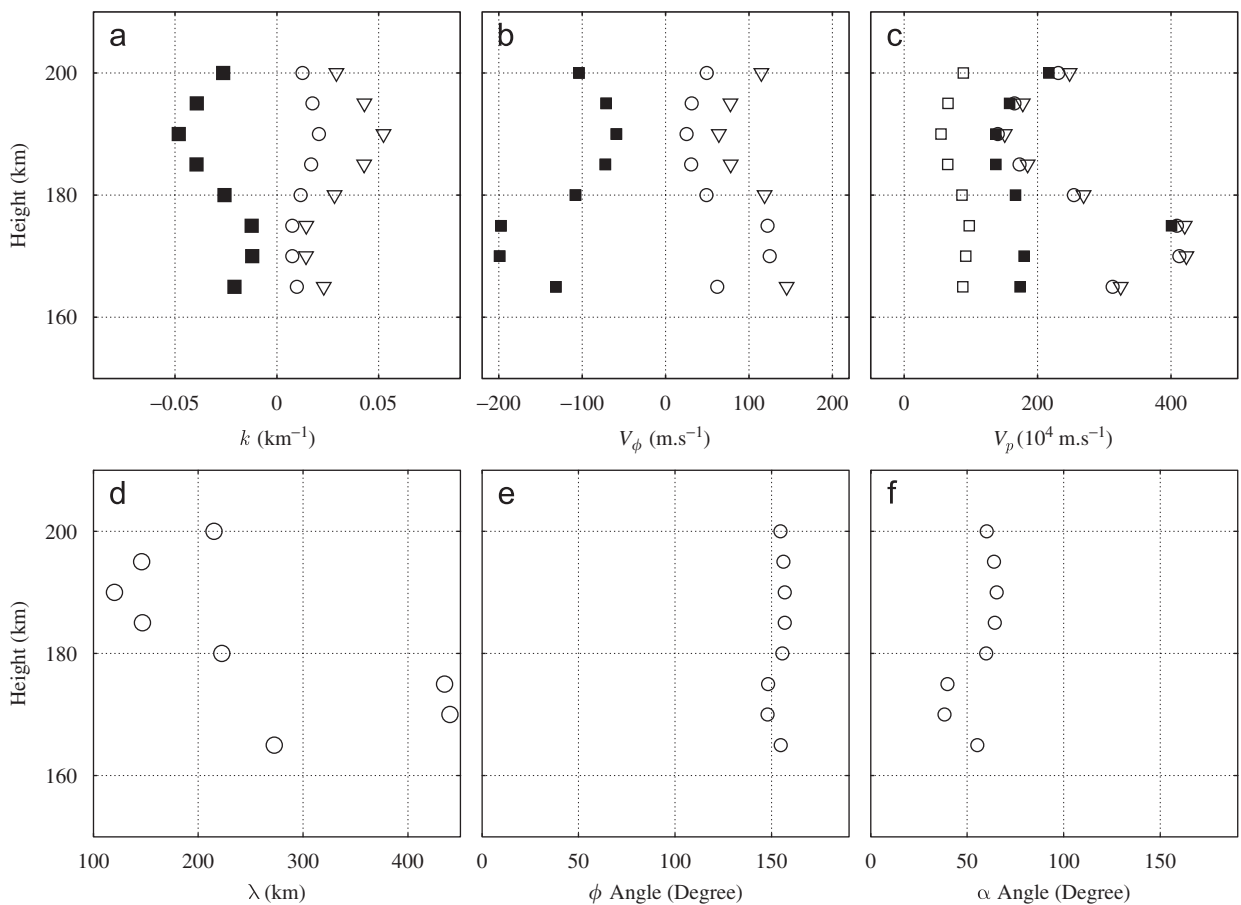 a b c
200
180
160
Height (km)
−0.05 0 0.05 −200 −100 0 100 200 0 200 400
k (km⁻¹) V_ϕ (m.s⁻¹) V_p (10⁴ m.s⁻¹)
d e f
200
180
160
Height (km)
100 200 300 400 0 50 100 150 0 50 100 150
λ (km) ϕ Angle (Degree) α Angle (Degree)